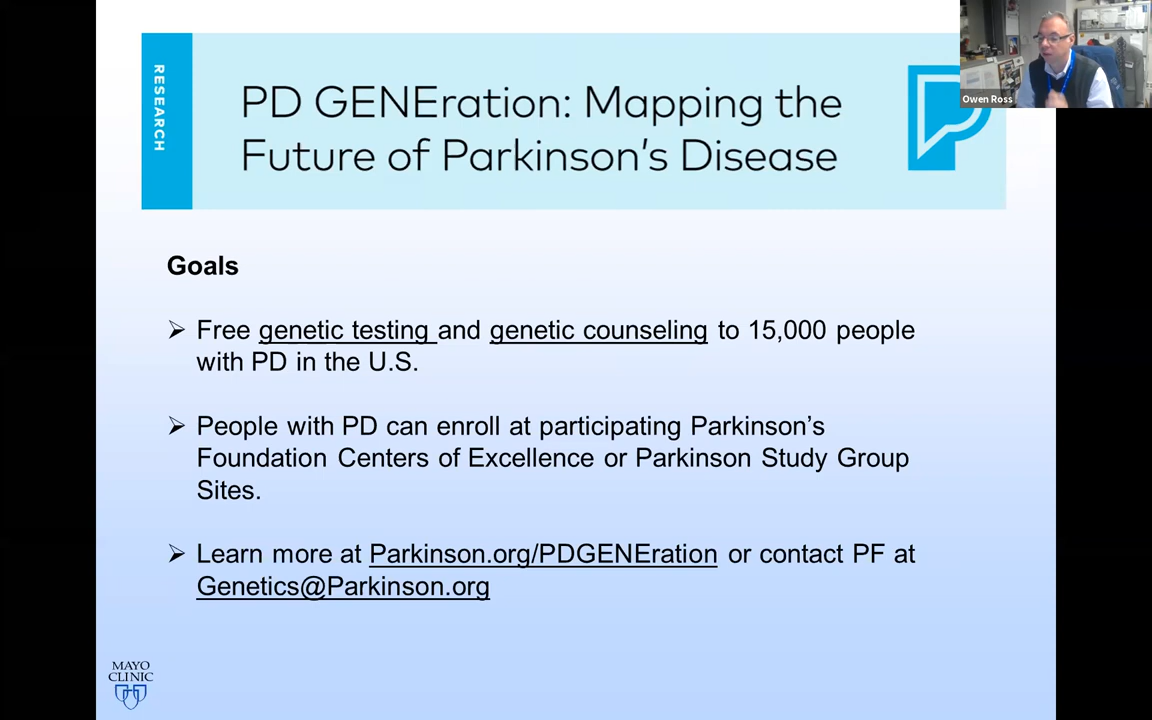 RESEARCH
PD GENEration: Mapping the
Future of Parkinson's Disease
Owen Ross
Goals
➢ Free genetic testing and genetic counseling to 15,000 people
with PD in the U.S.
➢ People with PD can enroll at participating Parkinson's
Foundation Centers of Excellence or Parkinson Study Group
Sites.
➢ Learn more at Parkinson.org/PDGENEration or contact PF at
Genetics@Parkinson.org
MAYO
CLINIC